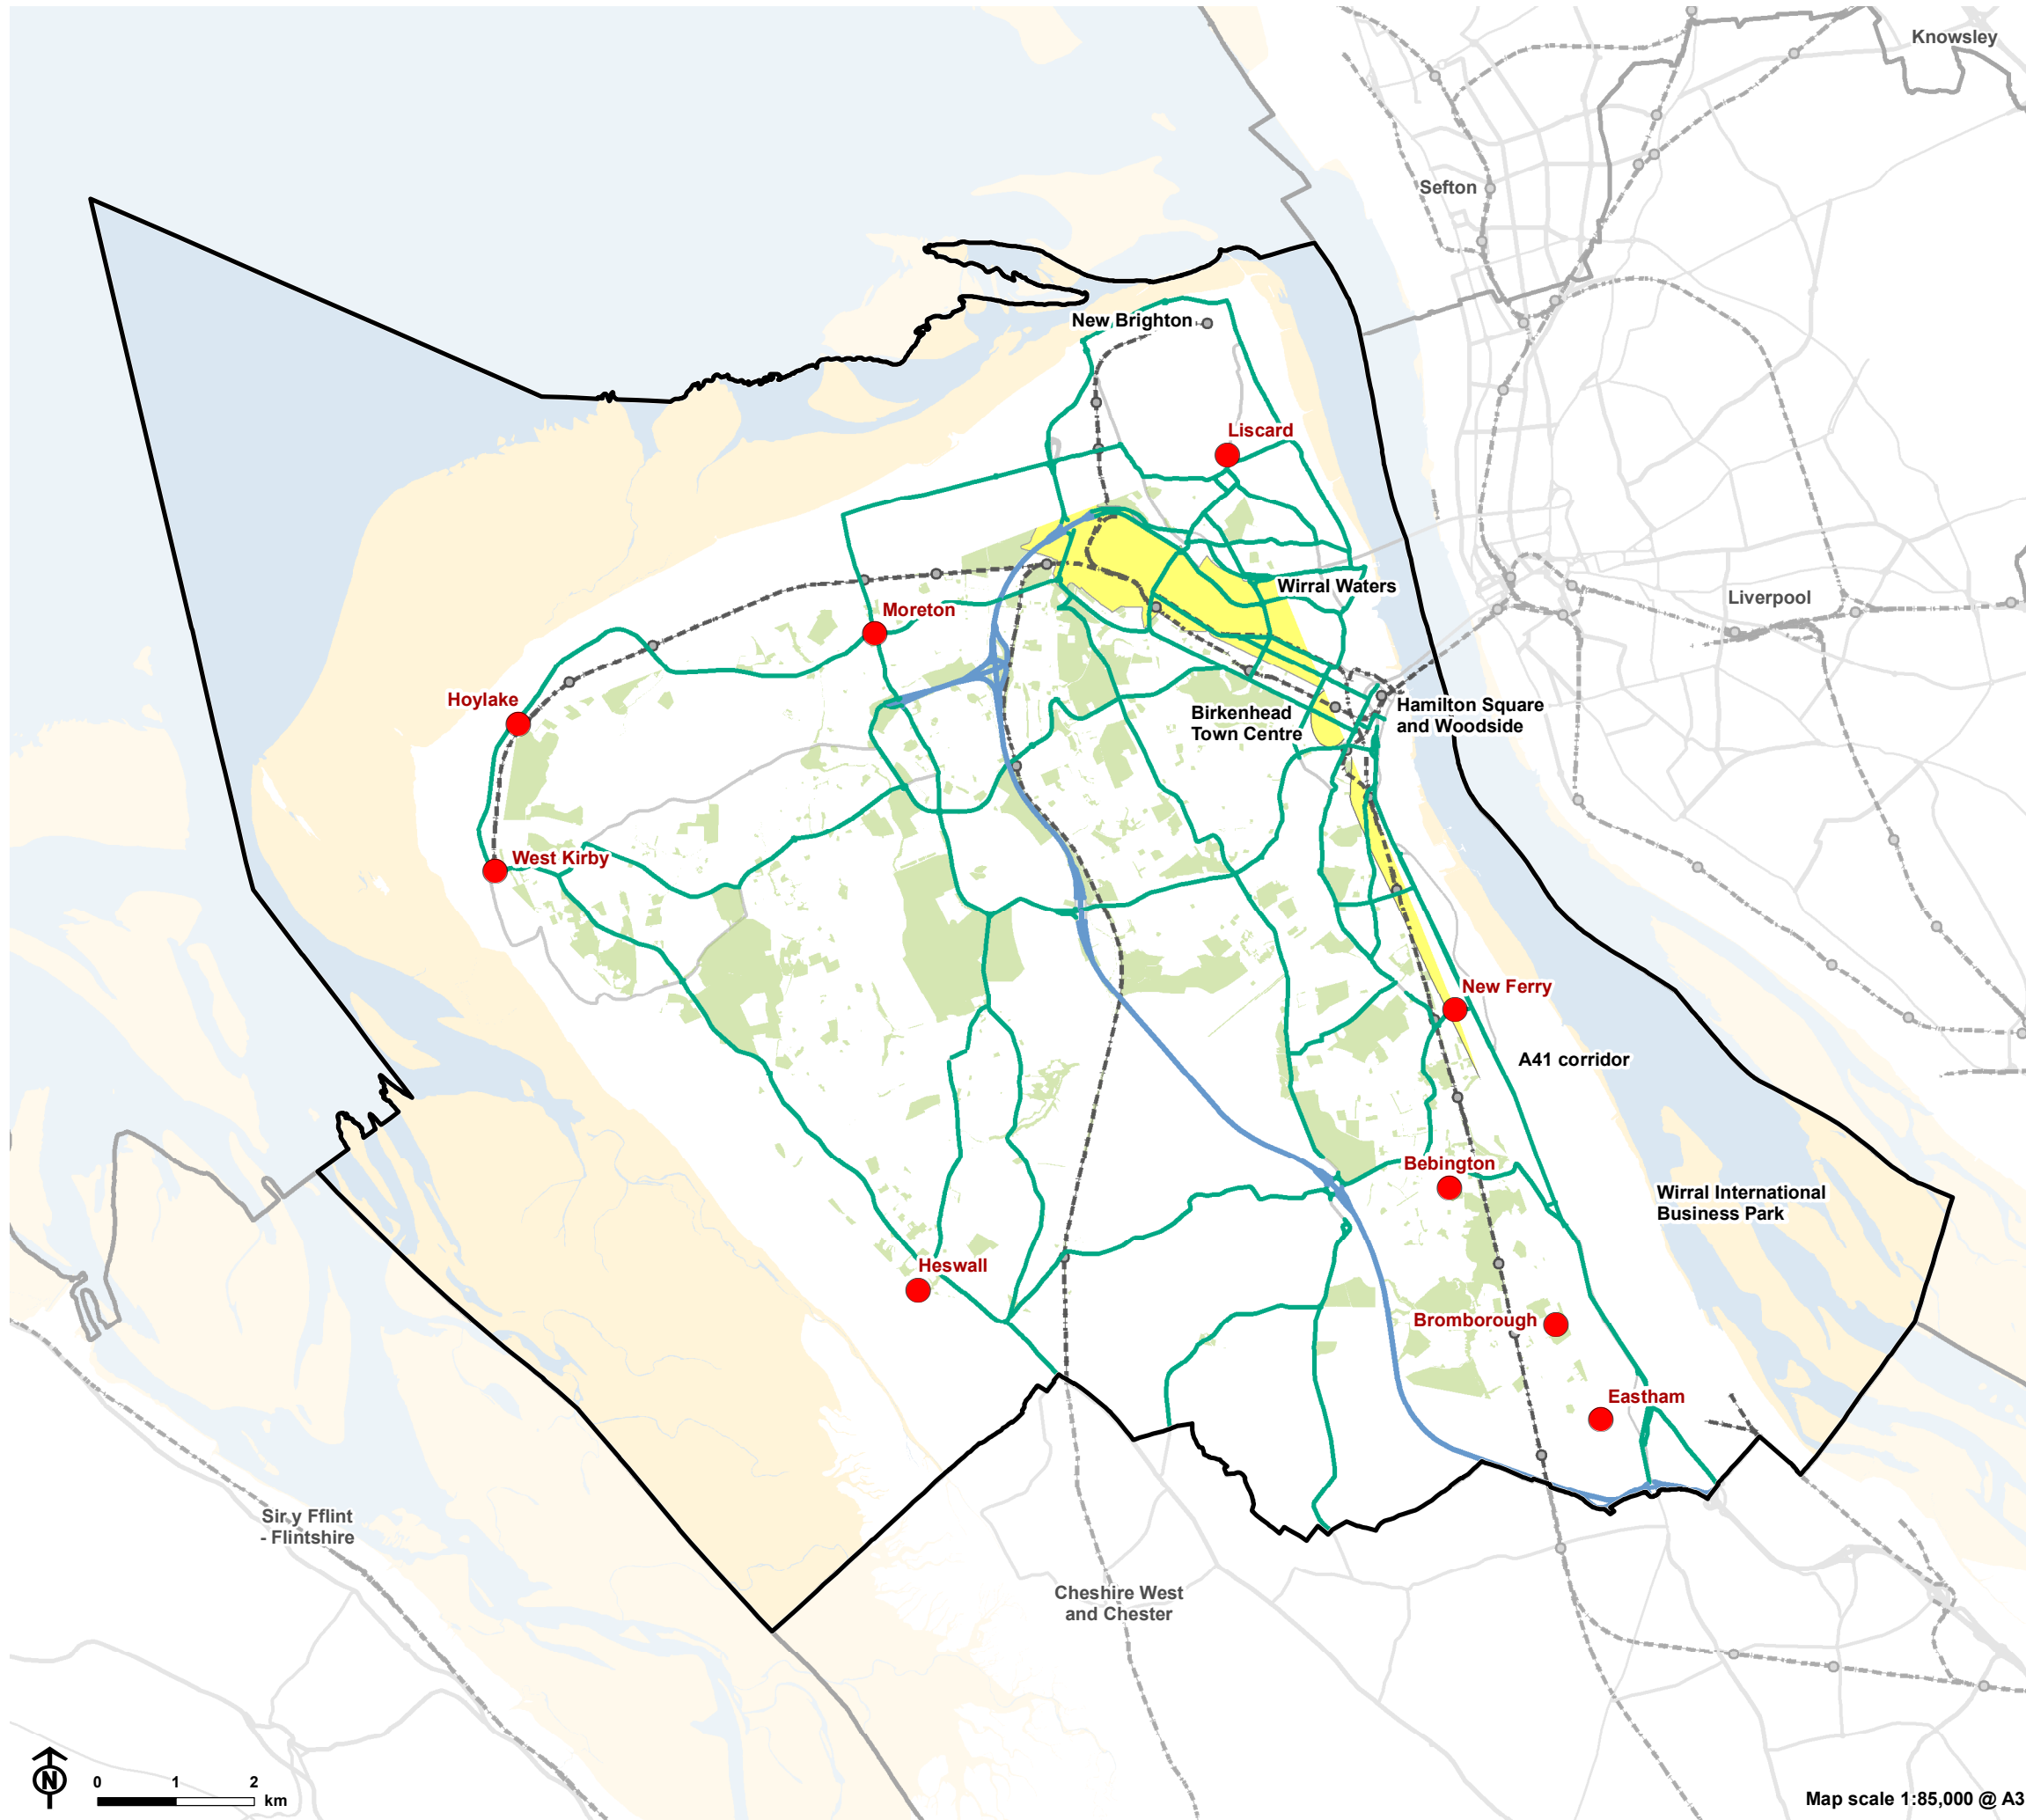 Knowsley
Sefton
New Brighton
Liscard
Wirral Waters
Liverpool
Moreton
Hoylake
Birkenhead
Town Centre
Hamilton Square
and Woodside
West Kirby
New Ferry
A41 corridor
Bebington
Wirral International
Business Park
Heswall
Bromborough
Eastham
Sir y Fflint
- Flintshire
Cheshire West
and Chester
N
0 1 2
km
Map scale 1:85,000 @ A3